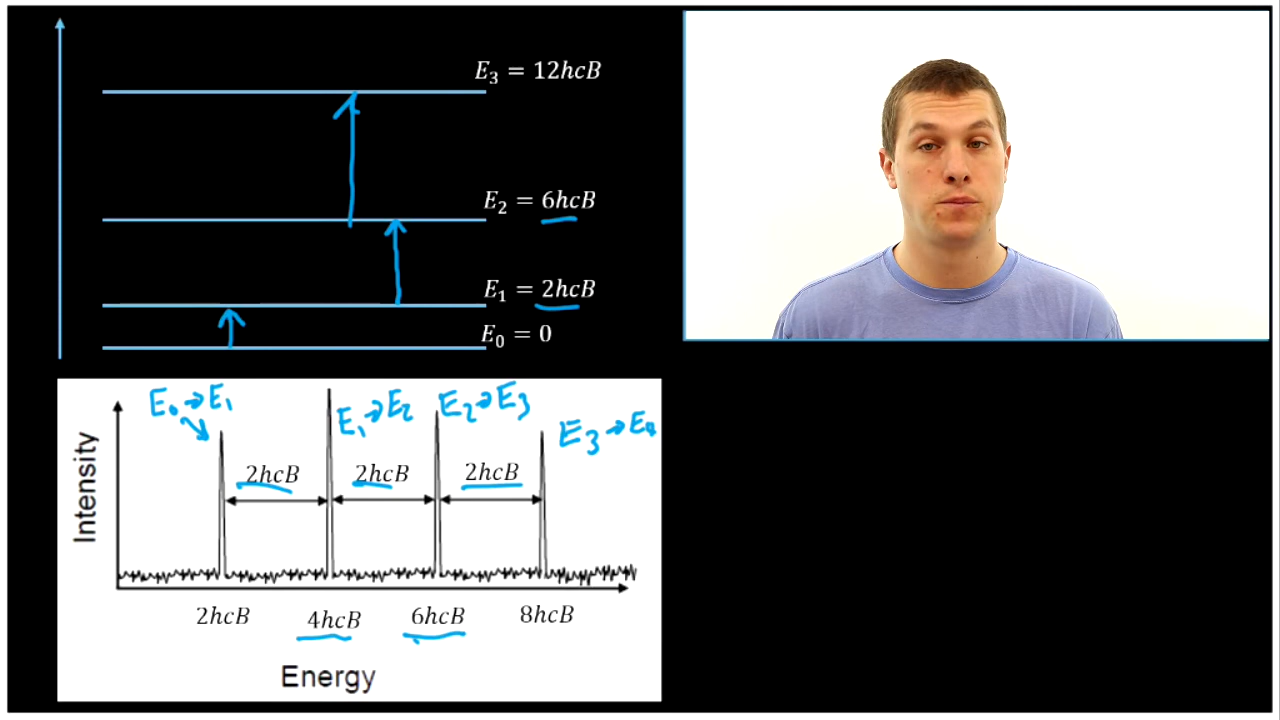 E₃ = 12hcB
E₂ = 6hcB
E₁ = 2hcB
E₀ = 0
E₀→E₁
E₁→E₂
E₂→E₃
E₃→E₄
2hcB 2hcB 2hcB
Intensity
2hcB 4hcB 6hcB 8hcB
Energy